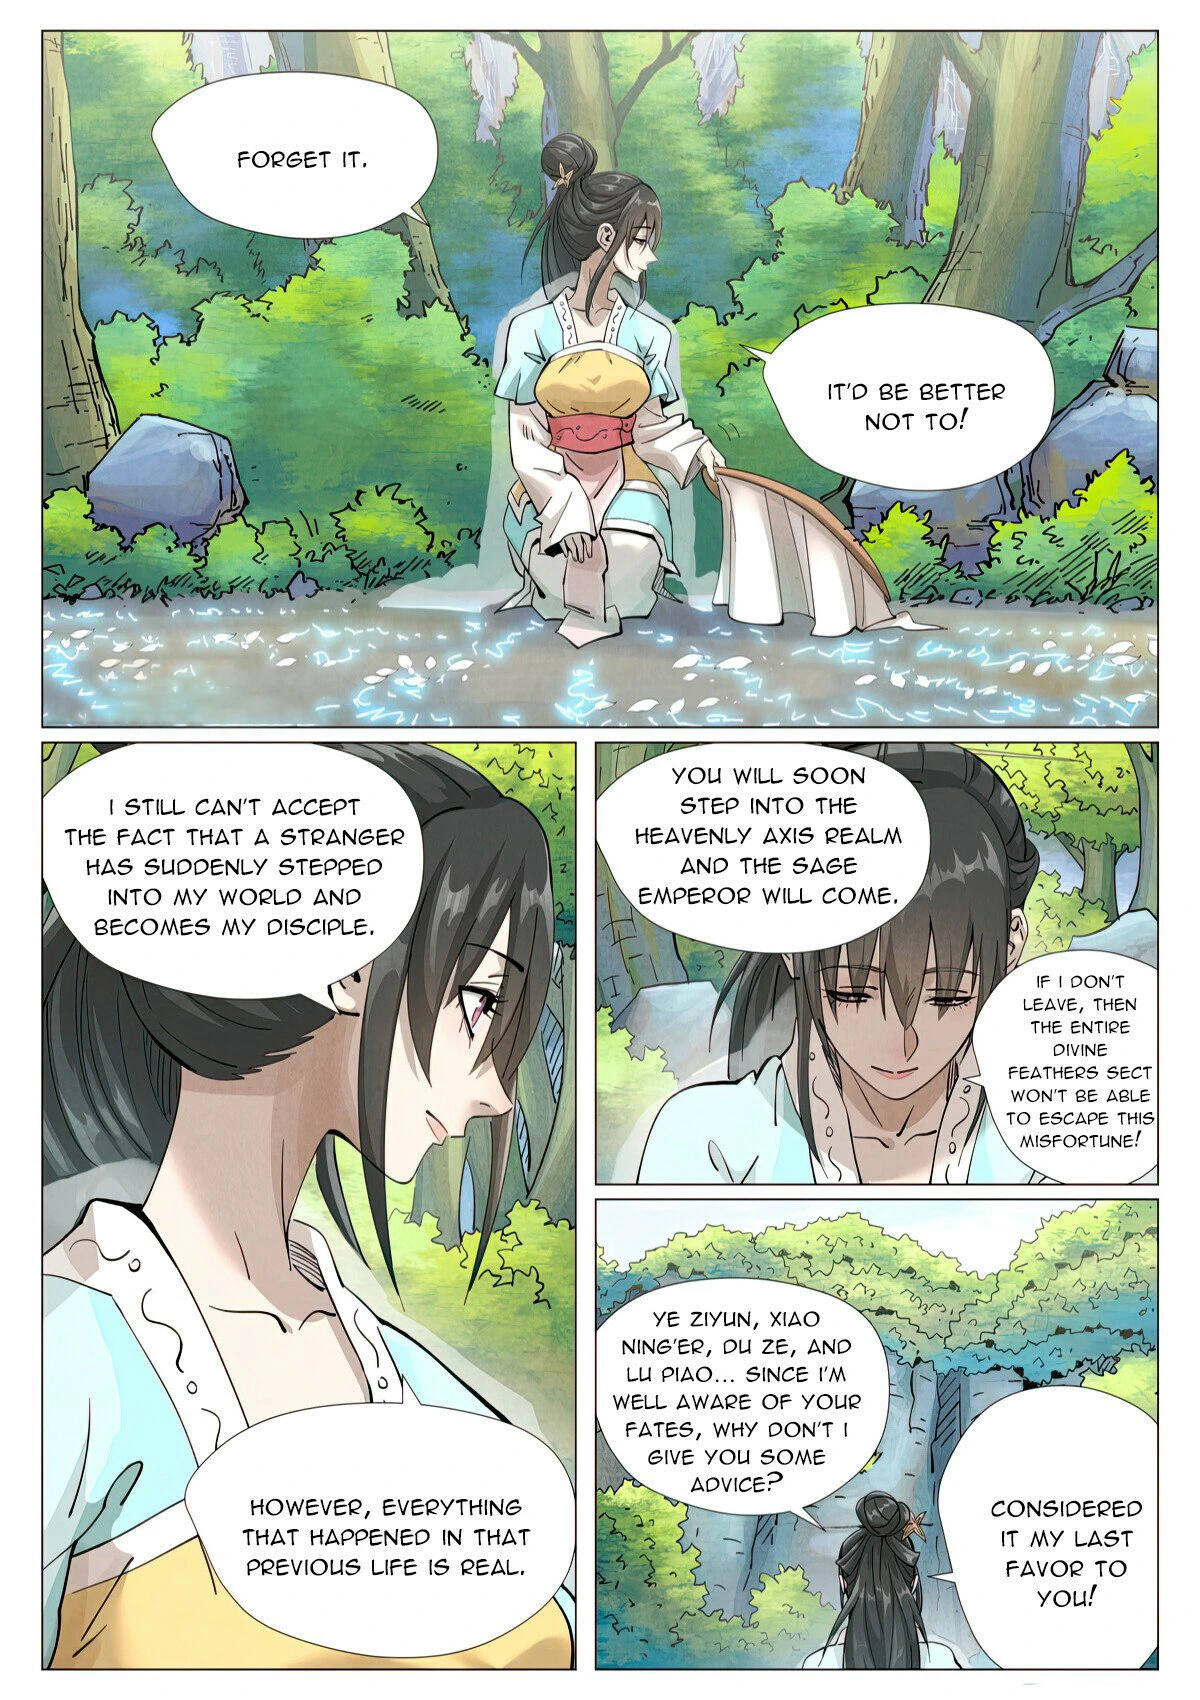 FORGET IT.
IT'D BE BETTER
NOT TO!
I STILL CAN'T ACCEPT
THE FACT THAT A STRANGER
HAS SUDDENLY STEPPED
INTO MY WORLD AND
BECOMES MY DISCIPLE.
HOWEVER, EVERYTHING
THAT HAPPENED IN THAT
PREVIOUS LIFE IS REAL.
YOU WILL SOON
STEP INTO THE
HEAVENLY AXIS REALM
AND THE SAGE
EMPEROR WILL COME.
IF I DON'T
LEAVE, THEN
THE ENTIRE
DIVINE
FEATHERS SECT
WON'T BE ABLE
TO ESCAPE THIS
MISFORTUNE!
YE ZIYUN, XIAO
NING'ER, DU ZE, AND
LU PIAO... SINCE I'M
WELL AWARE OF YOUR
FATES, WHY DON'T I
GIVE YOU SOME
ADVICE?
CONSIDERED
IT MY LAST
FAVOR TO
YOU!